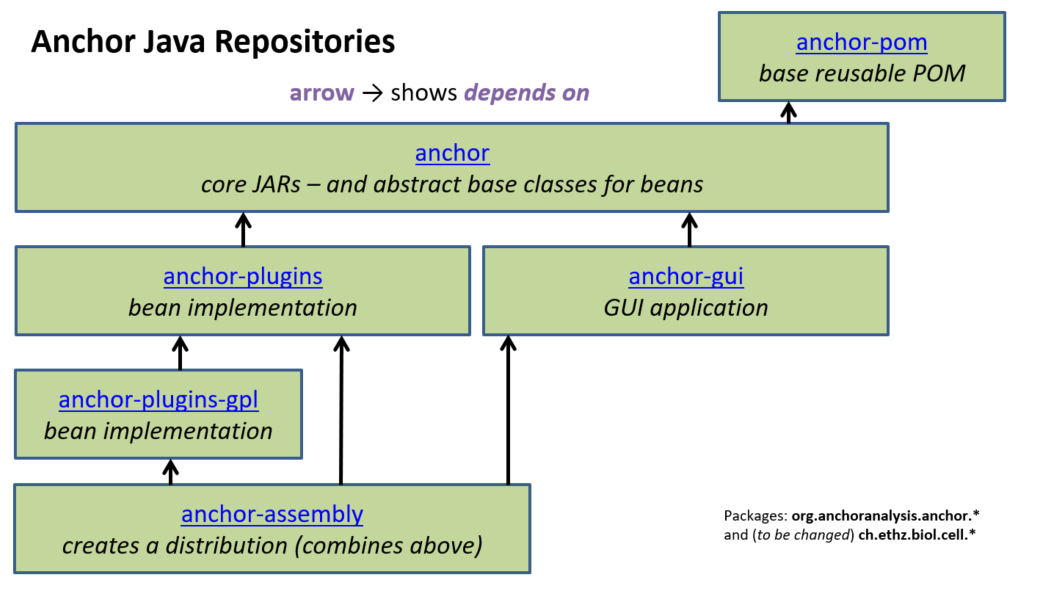 Anchor Java Repositories
anchor-pom
base reusable POM
arrow → shows depends on
anchor
core JARs – and abstract base classes for beans
anchor-plugins
bean implementation
anchor-gui
GUI application
anchor-plugins-gpl
bean implementation
anchor-assembly
creates a distribution (combines above)
Packages: org.anchoranalysis.anchor.*
and (to be changed) ch.ethz.biol.cell.*